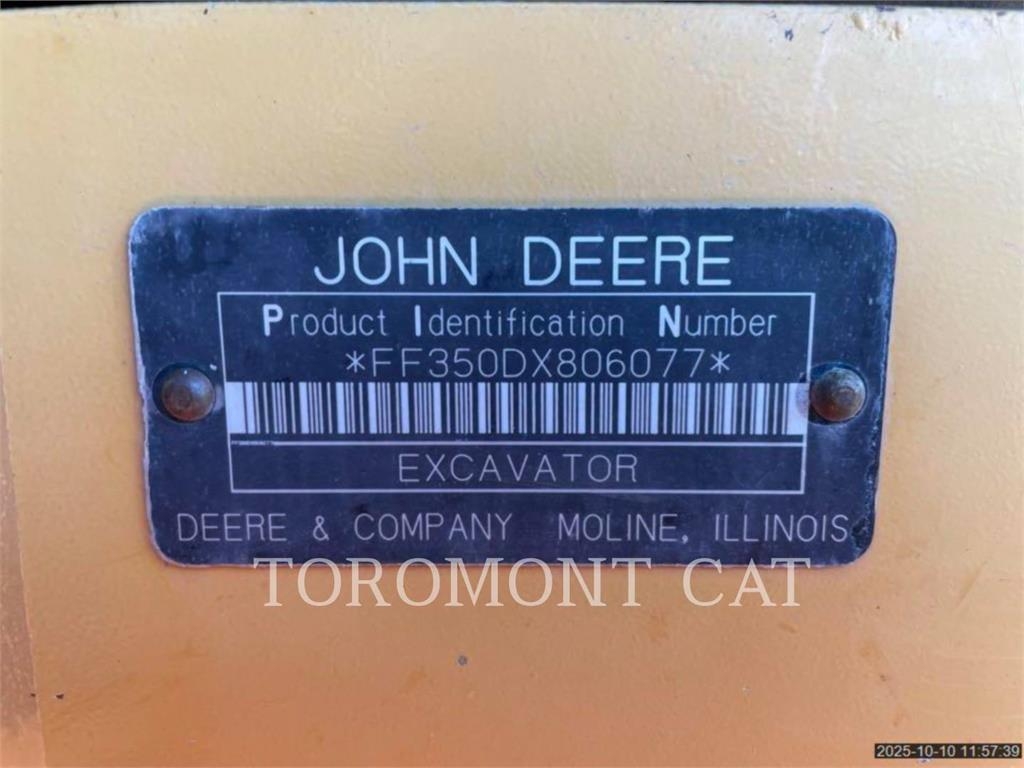 JOHN DEERE
Product Identification Number
*FF350DX806077*
EXCAVATOR
DEERE & COMPANY MOLINE, ILLINOIS
TOROMONT CAT
2025-10-10 11:57:39